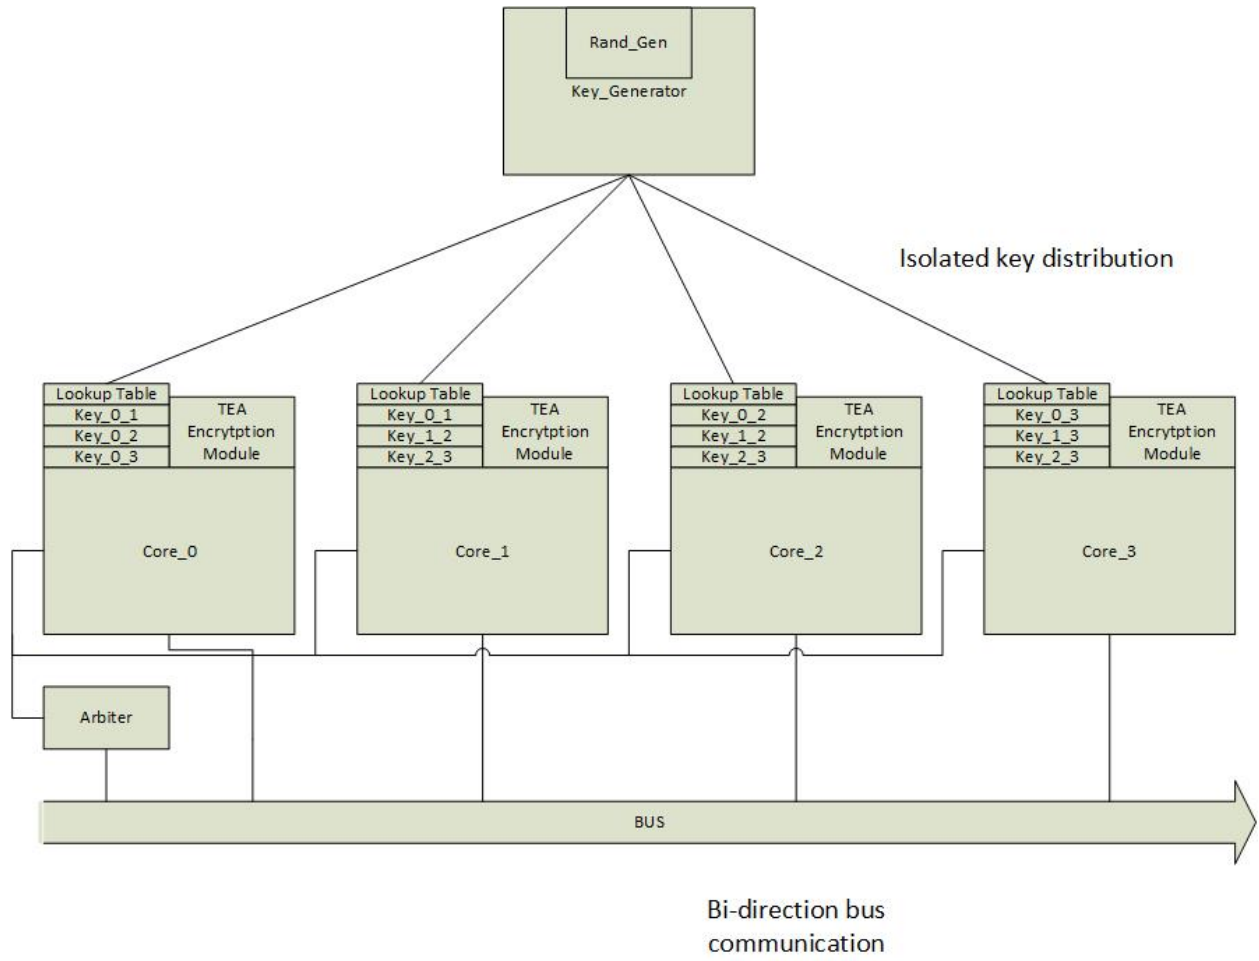 Rand_Gen
Key_Generator
Isolated key distribution
Lookup Table
Key_0_1
Key_0_2
Key_0_3
TEA
Encrytption
Module
Core_0
Lookup Table
Key_0_1
Key_1_2
Key_2_3
TEA
Encrytption
Module
Core_1
Lookup Table
Key_0_2
Key_1_2
Key_2_3
TEA
Encrytption
Module
Core_2
Lookup Table
Key_0_3
Key_1_3
Key_2_3
TEA
Encrytption
Module
Core_3
Arbiter
BUS
Bi-direction bus
communication